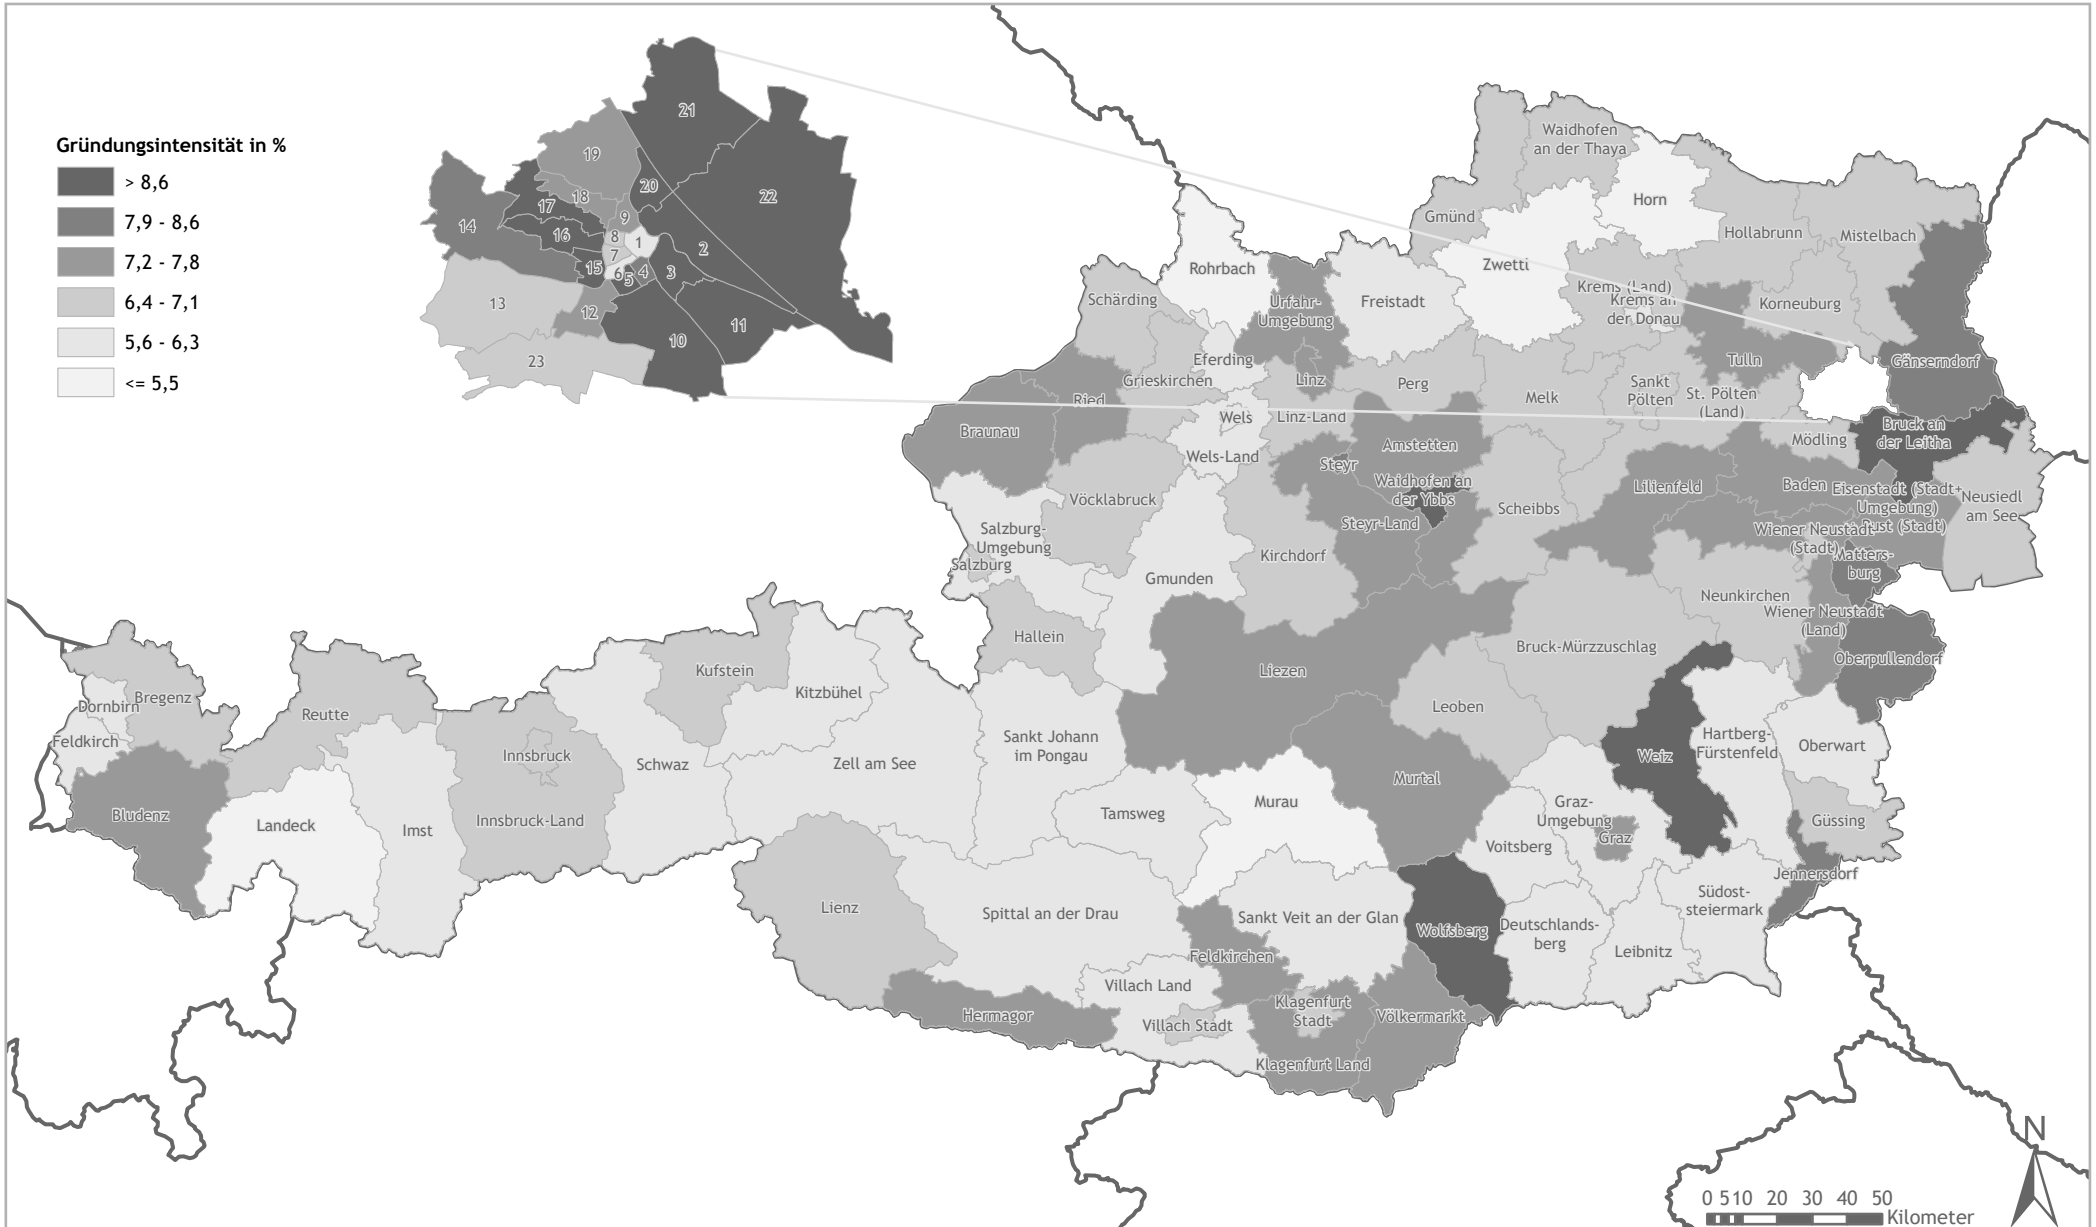 Gründungsintensität in %
> 8,6
7,9 - 8,6
7,2 - 7,8
6,4 - 7,1
5,6 - 6,3
<= 5,5
21
19
20
22
18
17
9
14
16
8
1
2
7
15
6
5
4
3
13
12
11
10
23
Waidhofen
an der Thaya
Horn
Gmünd
Hollabrunn
Mistelbach
Zwettl
Rohrbach
Krems (Land)
Krems an
der Donau
Korneuburg
Schärding
Urfahr-
Umgebung
Freistadt
Eferding
Tulln
Gänserndorf
Grieskirchen
Linz
Perg
Sankt
Pölten
St. Pölten
(Land)
Melk
Ried
Wels
Linz-Land
Braunau
Mödling
Bruck an
der Leitha
Amstetten
Wels-Land
Steyr
Waidhofen an
der Ybbs
Lilienfeld
Baden
Eisenstadt (Stadt+
Umgebung)
Rust (Stadt)
Neusiedl
am See
Vöcklabruck
Scheibbs
Steyr-Land
Salzburg-
Umgebung
Salzburg
Wiener Neustadt
(Stadt)
Matters-
burg
Kirchdorf
Gmunden
Neunkirchen
Wiener Neustadt
(Land)
Hallein
Bruck-Mürzzuschlag
Oberpullendorf
Liezen
Kufstein
Kitzbühel
Bregenz
Dornbirn
Reutte
Leoben
Feldkirch
Sankt Johann
im Pongau
Hartberg-
Fürstenfeld
Oberwart
Innsbruck
Schwaz
Zell am See
Weiz
Murtal
Bludenz
Landeck
Imst
Innsbruck-Land
Tamsweg
Murau
Graz-
Umgebung
Graz
Güssing
Voitsberg
Jennersdorf
Südost-
steiermark
Lienz
Spittal an der Drau
Sankt Veit an der Glan
Wolfsberg
Deutschlands-
berg
Leibnitz
Feldkirchen
Villach Land
Klagenfurt
Stadt
Hermagor
Villach Stadt
Völkermarkt
Klagenfurt Land
N
0 5 10 20 30 40 50
Kilometer